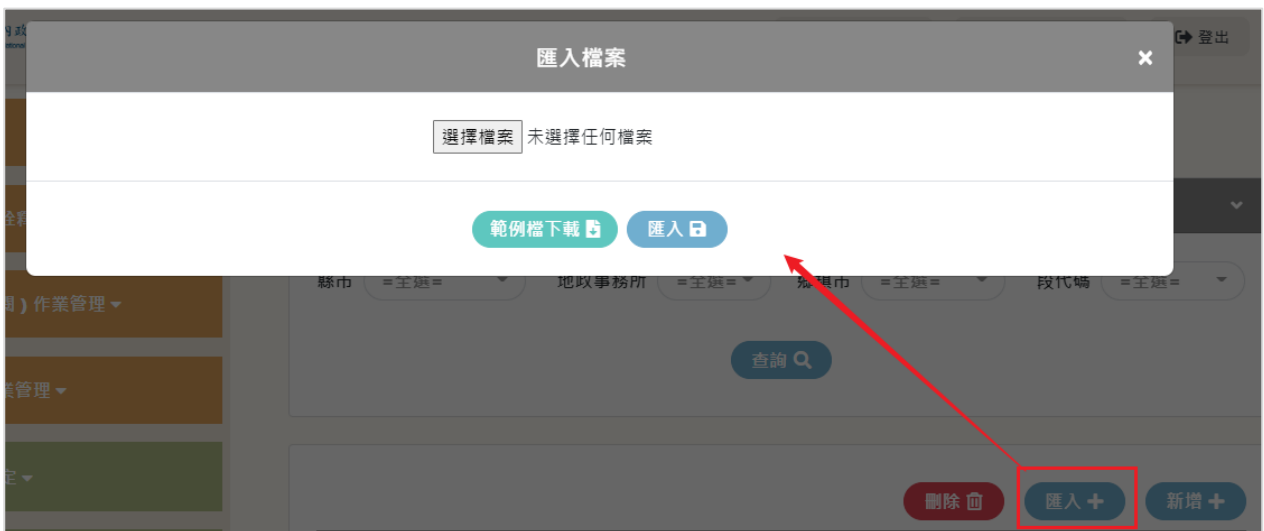 登出
匯入檔案
選擇檔案 未選擇任何檔案
範例檔下載 匯入
縣市 =全選= 地政事務所 =全選= 鄉鎮市 =全選= 段代碼 =全選=
) 作業管理
查詢
業管理
定
刪除 匯入 新增